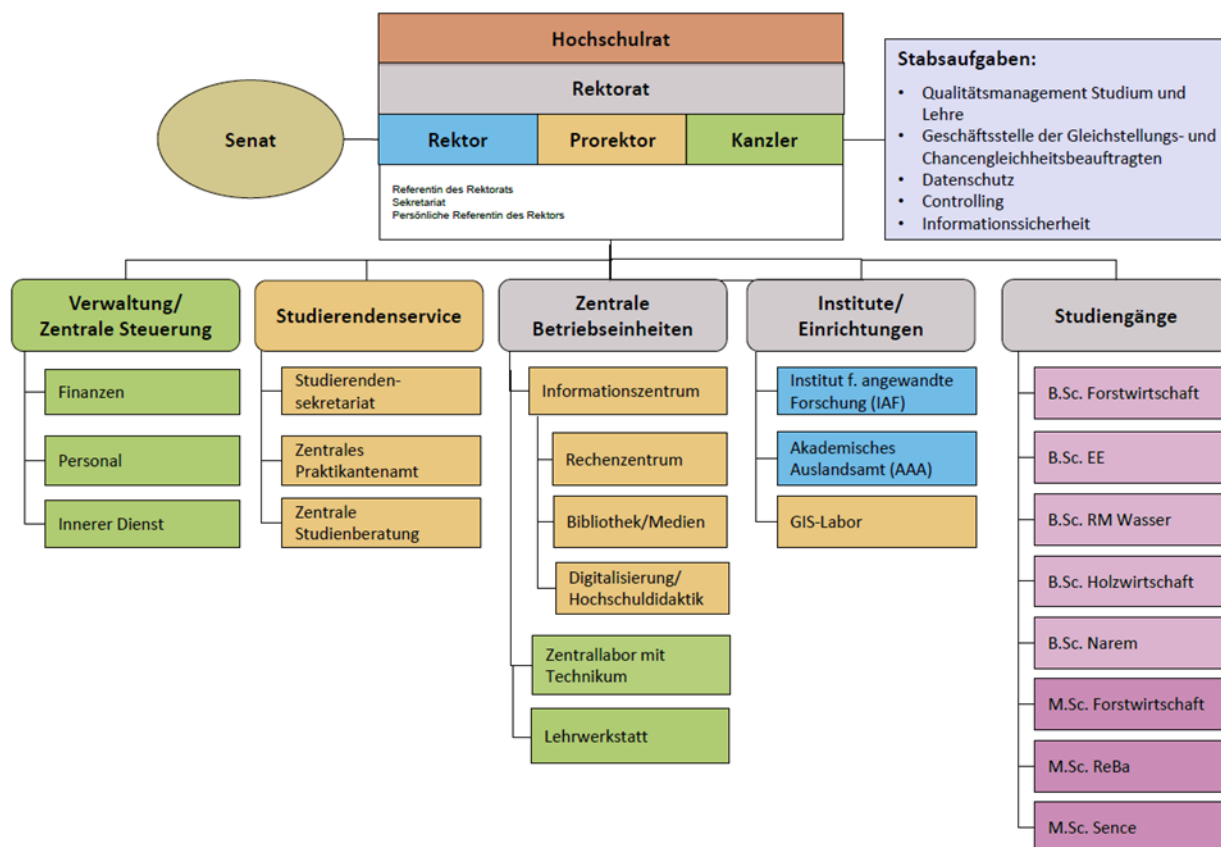 Hochschulrat
Rektorat
Senat
Rektor
Prorektor
Kanzler
Referentin des Rektorats
Sekretariat
Persönliche Referentin des Rektors
Stabsaufgaben:
• Qualitätsmanagement Studium und
Lehre
• Geschäftsstelle der Gleichstellungs- und
Chancengleichheitsbeauftragten
• Datenschutz
• Controlling
• Informationssicherheit
Verwaltung/
Zentrale Steuerung
Finanzen
Personal
Innerer Dienst
Studierendenservice
Studierenden-
sekretariat
Zentrales
Praktikantenamt
Zentrale
Studienberatung
Zentrale
Betriebseinheiten
Informationszentrum
Rechenzentrum
Bibliothek/Medien
Digitalisierung/
Hochschuldidaktik
Zentrallabor mit
Technikum
Lehrwerkstatt
Institute/
Einrichtungen
Institut f. angewandte
Forschung (IAF)
Akademisches
Auslandsamt (AAA)
GIS-Labor
Studiengänge
B.Sc. Forstwirtschaft
B.Sc. EE
B.Sc. RM Wasser
B.Sc. Holzwirtschaft
B.Sc. Narem
M.Sc. Forstwirtschaft
M.Sc. ReBa
M.Sc. Sence